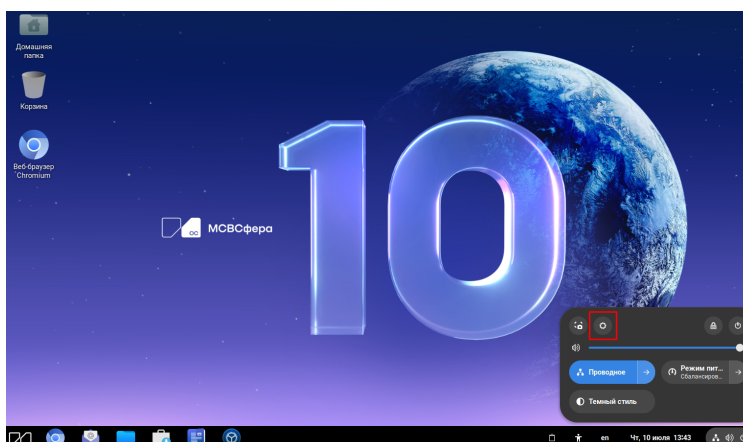 Домашняя
папка
Корзина
Веб-браузер
Chromium
10
МСВСфера
Проводное
Режим пит...
Сбалансиров...
Темный стиль
en
Чт, 10 июля 13:43